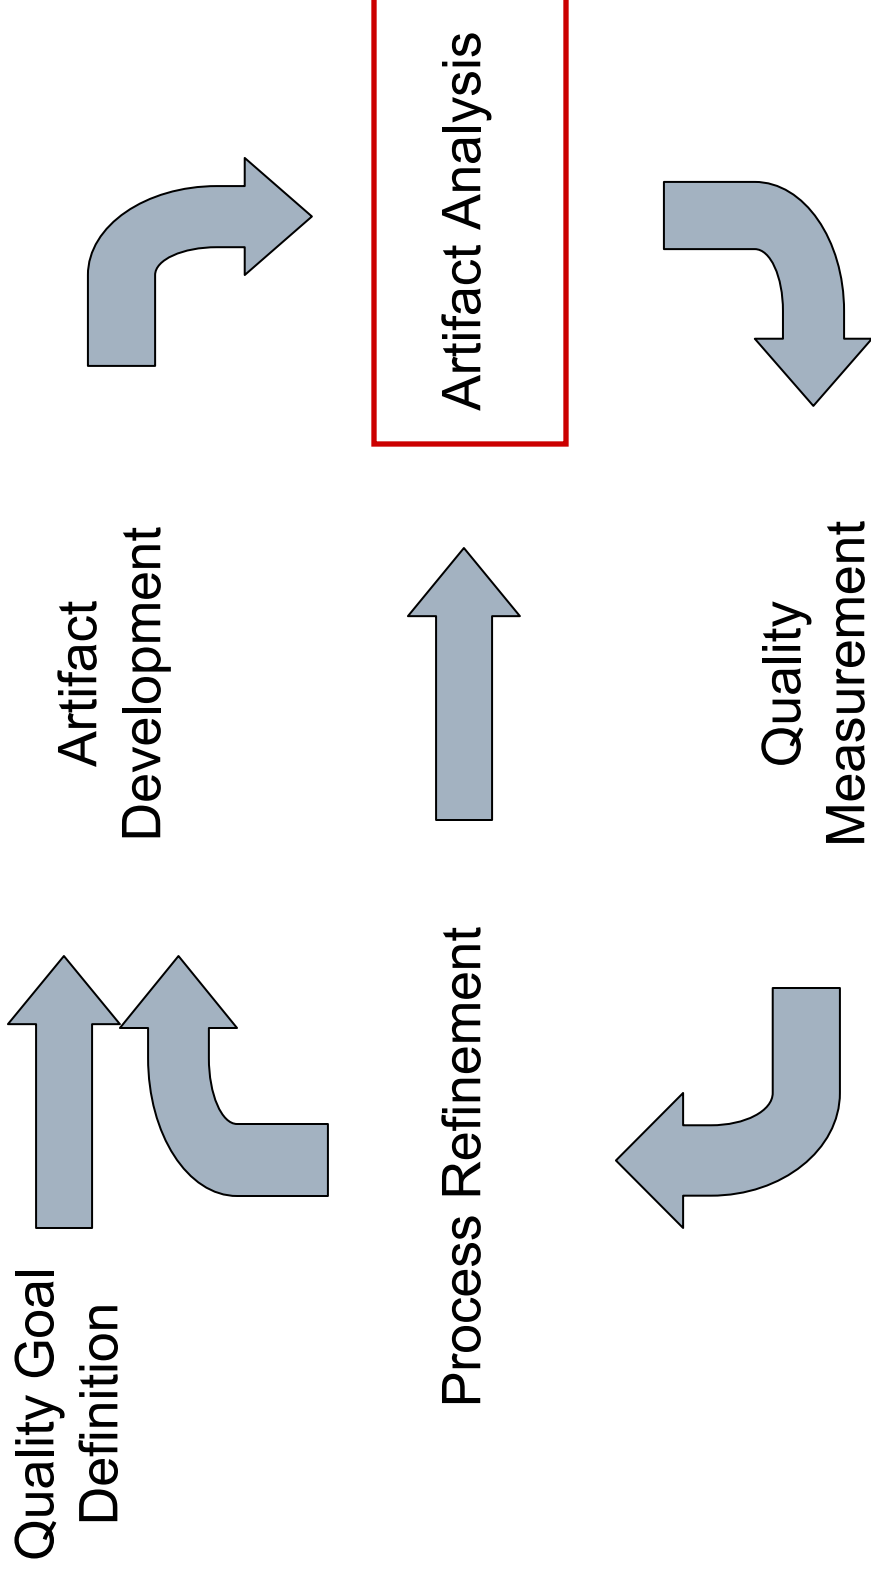 Quality Goal
Definition
Artifact
Development
Process Refinement
Artifact Analysis
Quality
Measurement